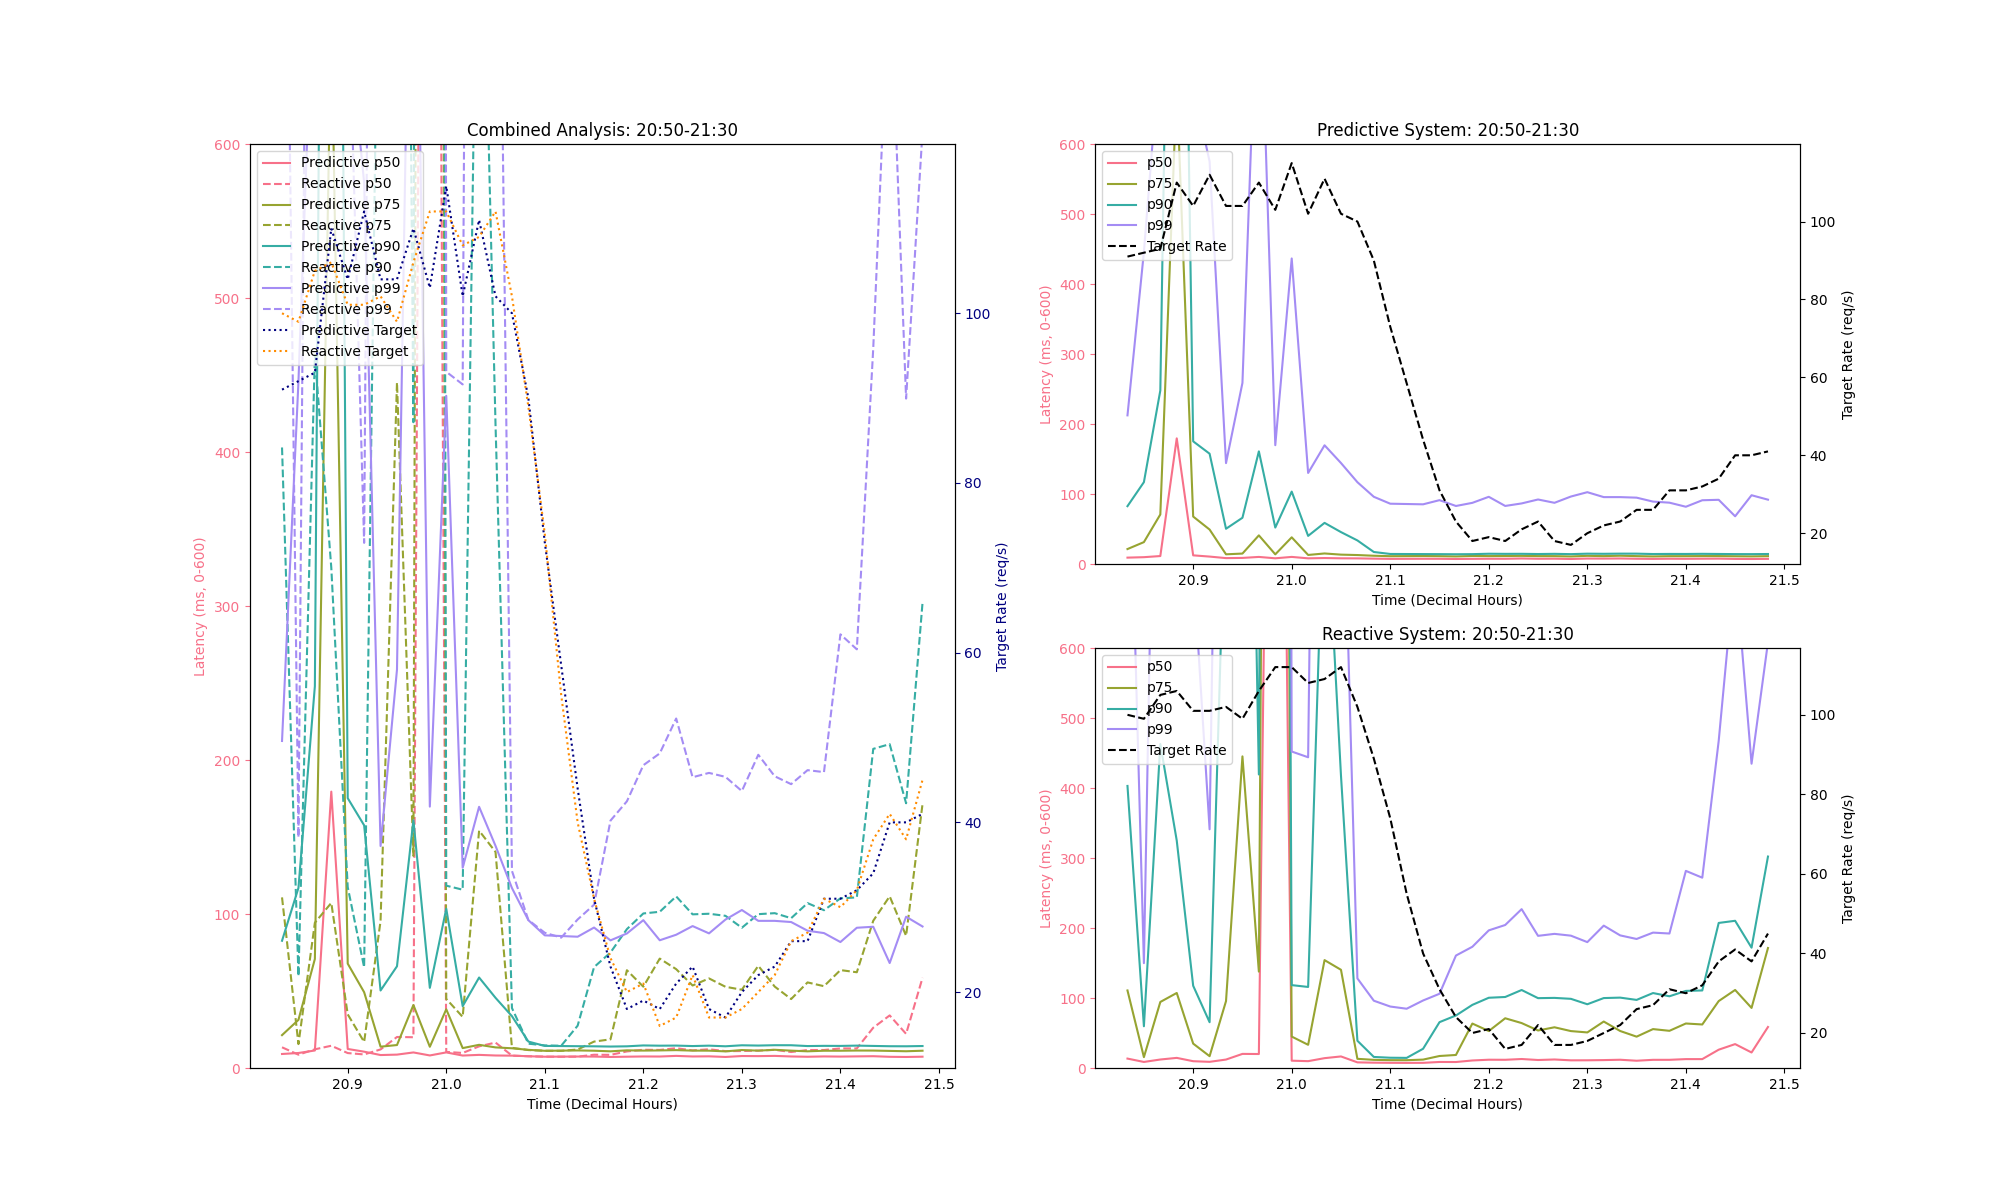 Combined Analysis: 20:50-21:30
600
500
400
300
200
100
0
Latency (ms, 0-600)
Predictive p50
Reactive p50
Predictive p75
Reactive p75
Predictive p90
Reactive p90
Predictive p99
Reactive p99
Predictive Target
Reactive Target
100
80
60
40
20
Target Rate (req/s)
20.9 21.0 21.1 21.2 21.3 21.4 21.5
Time (Decimal Hours)
Predictive System: 20:50-21:30
600
500
400
300
200
100
0
Latency (ms, 0-600)
p50
p75
p90
p99
Target Rate
100
80
60
40
20
Target Rate (req/s)
20.9 21.0 21.1 21.2 21.3 21.4 21.5
Time (Decimal Hours)
Reactive System: 20:50-21:30
600
500
400
300
200
100
0
Latency (ms, 0-600)
p50
p75
p90
p99
Target Rate
100
80
60
40
20
Target Rate (req/s)
20.9 21.0 21.1 21.2 21.3 21.4 21.5
Time (Decimal Hours)